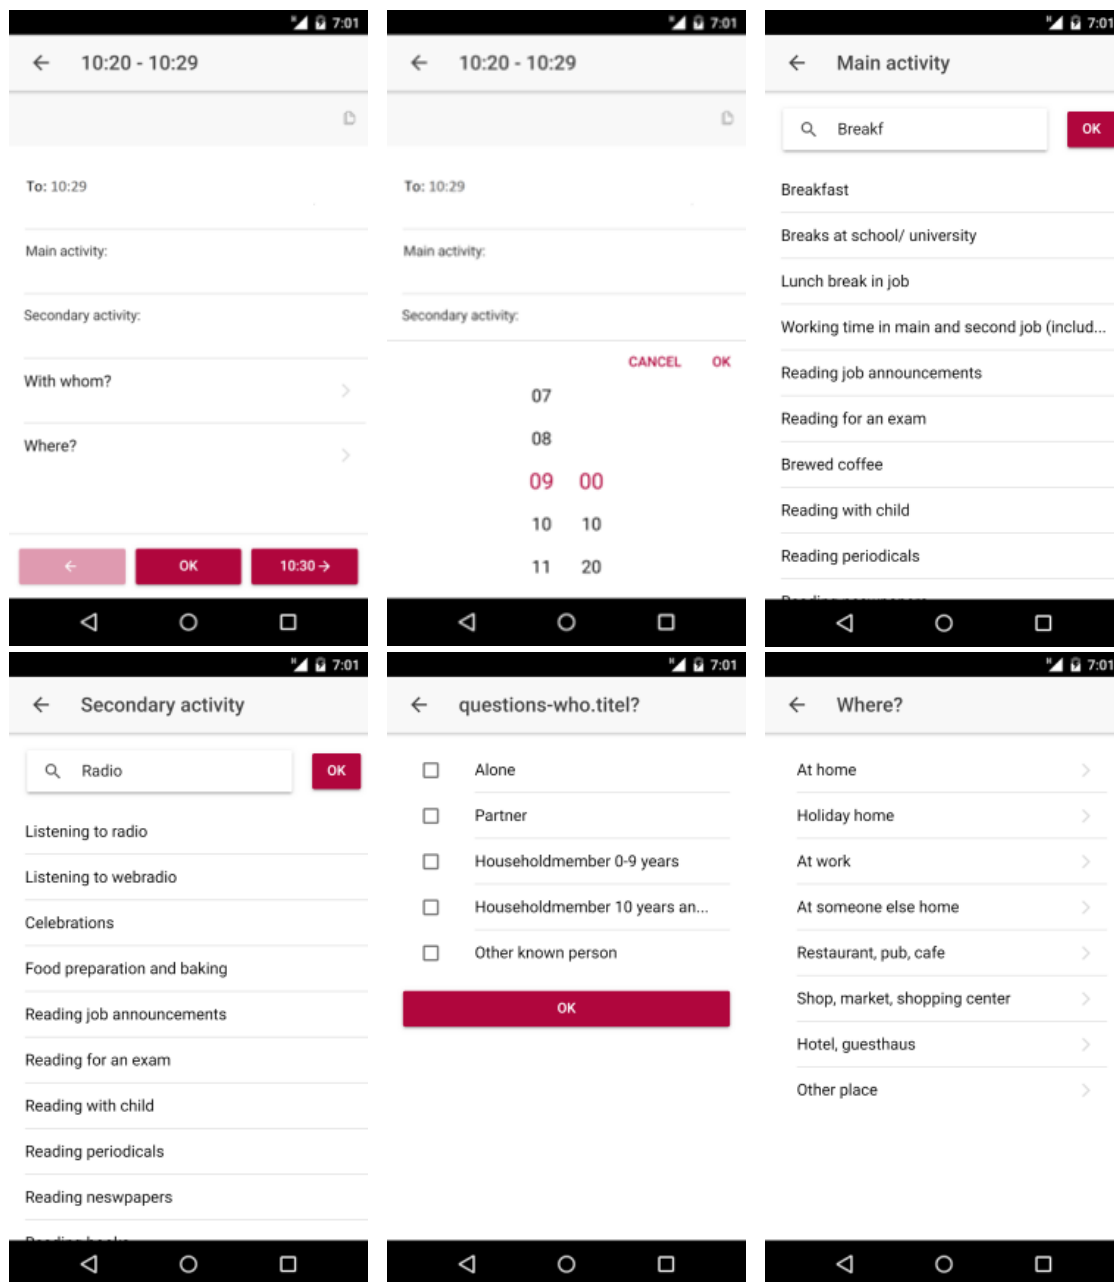 7:01
10:20 - 10:29
To: 10:29
Main activity:
Secondary activity:
With whom?
Where?
OK
10:30
7:01
10:20 - 10:29
To: 10:29
Main activity:
Secondary activity:
CANCEL OK
07
08
09 00
10 10
11 20
7:01
Main activity
Breakf OK
Breakfast
Breaks at school/ university
Lunch break in job
Working time in main and second job (includ...
Reading job announcements
Reading for an exam
Brewed coffee
Reading with child
Reading periodicals
7:01
Secondary activity
Radio OK
Listening to radio
Listening to webradio
Celebrations
Food preparation and baking
Reading job announcements
Reading for an exam
Reading with child
Reading periodicals
Reading neswpapers
7:01
questions-who.titel?
Alone
Partner
Householdmember 0-9 years
Householdmember 10 years an...
Other known person
OK
7:01
Where?
At home
Holiday home
At work
At someone else home
Restaurant, pub, cafe
Shop, market, shopping center
Hotel, guesthaus
Other place